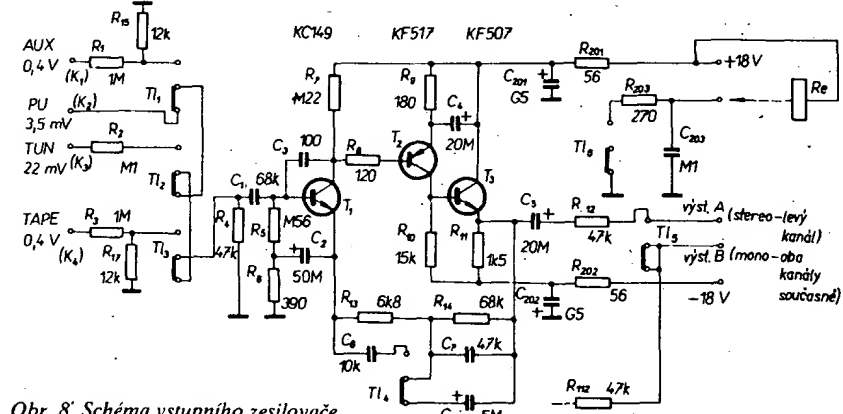 R15
12k
KC149
KF517
KF507
AUX
0,4 V
R1
(K1)
1M
PU
(K2)
3,5 mV
Tl1
TUN
R2
22 mV
(K3)
M1
Tl2
TAPE
R3
1M
0,4 V
(K4)
R17
12k
Tl3
C1
68k
R4
47k
C3
100
R5
M56
C2
50M
R6
390
R7
M22
R8
120
T1
R9
180
C4
20M
T2
T3
R10
15k
R11
1k5
C201
G5
R201
56
+18V
Re
R203
270
C203
M1
Tl6
C5
20M
R12
47k
výst. A
(stereo-levý
kanál)
Tl5
výst. B
(mono-oba
kanály
současně)
C202
G5
R202
56
-18 V
R13
6k8
R14
68k
C6
10k
C7
47k
Tl4
5M
R112
47k
Obr. 8. Schéma vstupního zesilovače